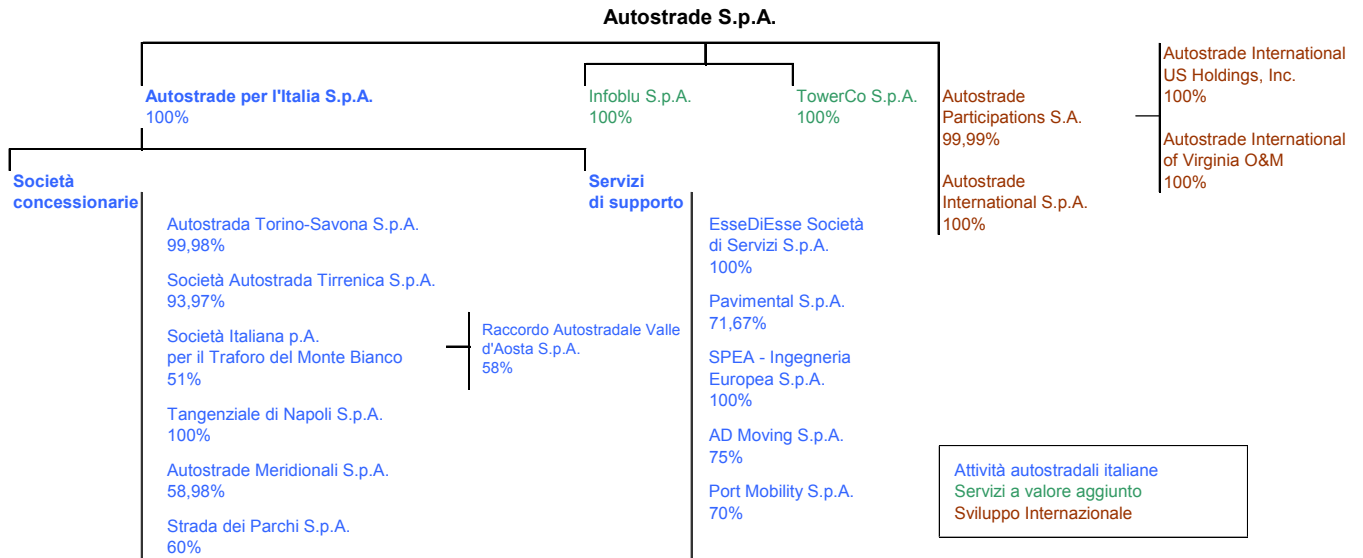 Autostrade S.p.A.
Autostrade per l'Italia S.p.A.
100%
Infoblu S.p.A.
100%
TowerCo S.p.A.
100%
Autostrade
Participations S.A.
99,99%
Autostrade International
US Holdings, Inc.
100%
Autostrade International
of Virginia O&M
100%
Autostrade
International S.p.A.
100%
Società
concessionarie
Autostrada Torino-Savona S.p.A.
99,98%
Società Autostrada Tirrenica S.p.A.
93,97%
Società Italiana p.A.
per il Traforo del Monte Bianco
51%
Raccordo Autostradale Valle
d'Aosta S.p.A.
58%
Tangenziale di Napoli S.p.A.
100%
Autostrade Meridionali S.p.A.
58,98%
Strada dei Parchi S.p.A.
60%
Servizi
di supporto
EsseDiEsse Società
di Servizi S.p.A.
100%
Pavimental S.p.A.
71,67%
SPEA - Ingegneria
Europea S.p.A.
100%
AD Moving S.p.A.
75%
Port Mobility S.p.A.
70%
Attività autostradali italiane
Servizi a valore aggiunto
Sviluppo Internazionale